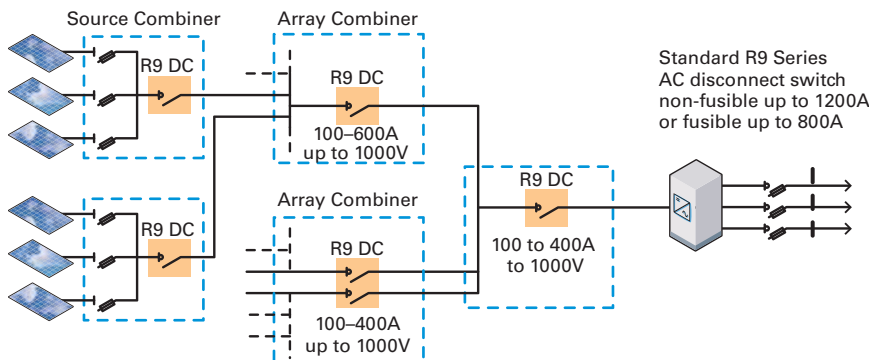 Source Combiner
Array Combiner
R9 DC
R9 DC
100–600A
up to 1000V
Standard R9 Series
AC disconnect switch
non-fusible up to 1200A
or fusible up to 800A
R9 DC
100 to 400A
to 1000V
Array Combiner
R9 DC
R9 DC
100–400A
up to 1000V